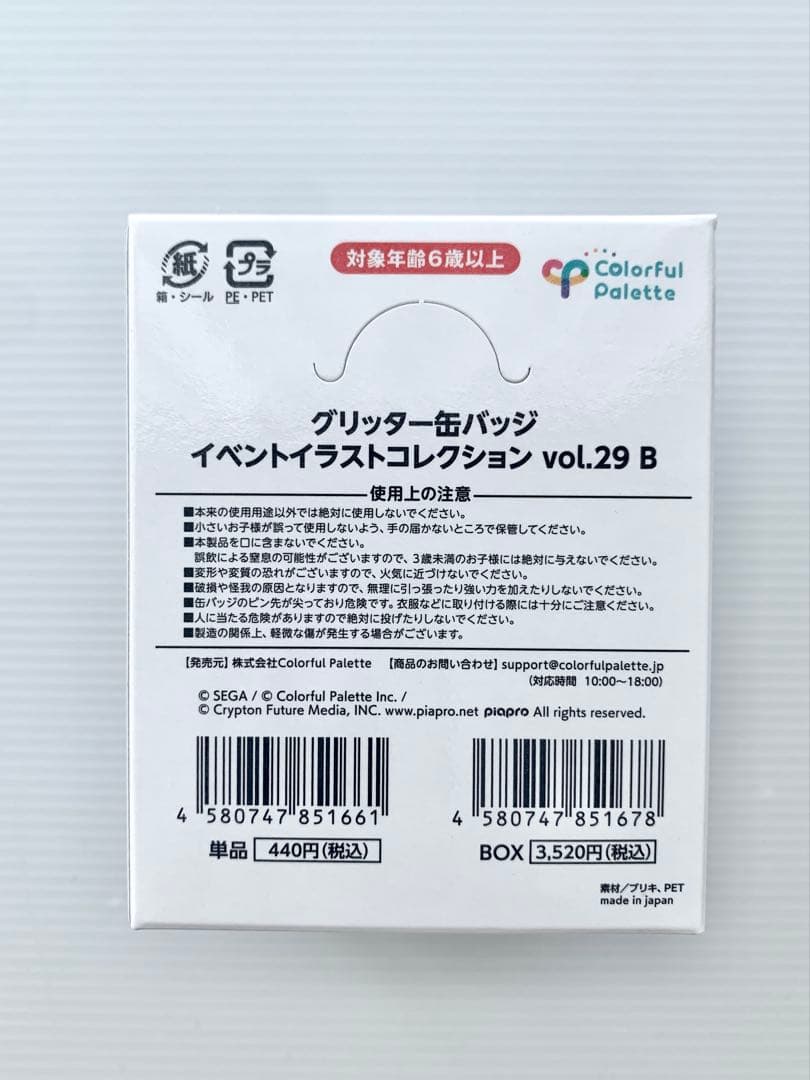 紙
箱・シール
プラ
PE・PET
対象年齢6歳以上
Colorful
Palette
グリッター缶バッジ
イベントイラストコレクション vol.29 B
使用上の注意
■本来の使用用途以外では絶対に使用しないでください。
■小さいお子様が誤って使用しないよう、手の届かないところで保管してください。
■本製品を口に含まないでください。
誤飲による窒息の可能性がございますので、3歳未満のお子様には絶対に与えないでください。
■変形や変質の恐れがございますので、火気に近づけないでください。
■破損や怪我の原因となりますので、無理に引っ張ったり強い力を加えたりしないでください。
■缶バッジのピン先が尖っており危険です。衣服などに取り付ける際には十分にご注意ください。
■人に当たる危険がありますので絶対に投げたりしないでください。
■製造の関係上、軽微な傷が発生する場合がございます。
【発売元】株式会社Colorful Palette 【商品のお問い合わせ】support@colorfulpalette.jp
(対応時間 10:00〜18:00)
© SEGA / © Colorful Palette Inc. /
© Crypton Future Media, INC. www.piapro.net piapro All rights reserved.
4 580747 851661
単品 440円(税込)
4 580747 851678
BOX 3,520円(税込)
素材/ブリキ、PET
made in japan